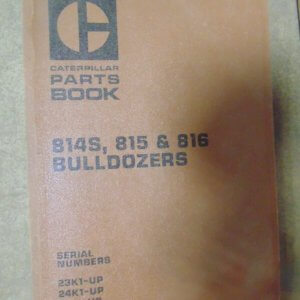 CATERPILLAR
PARTS
BOOK
814S, 815 & 816
BULLDOZERS
SERIAL
NUMBERS
23K1-UP
24K1-UP